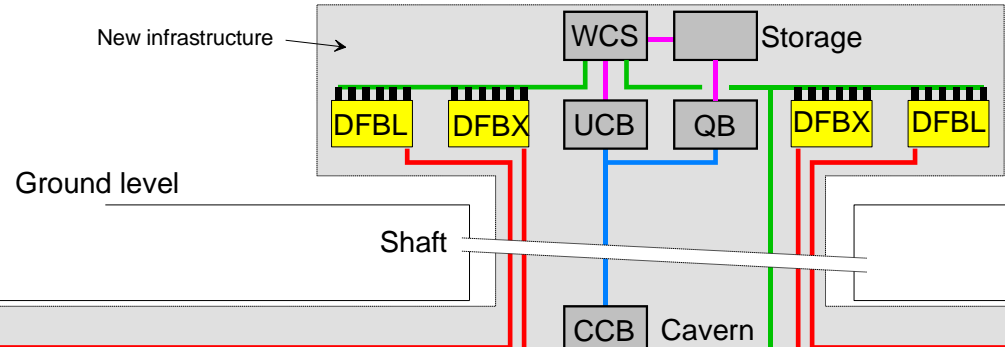 New infrastructure
WCS
Storage
DFBL
DFBX
UCB
QB
DFBX
DFBL
Ground level
Shaft
CCB
Cavern